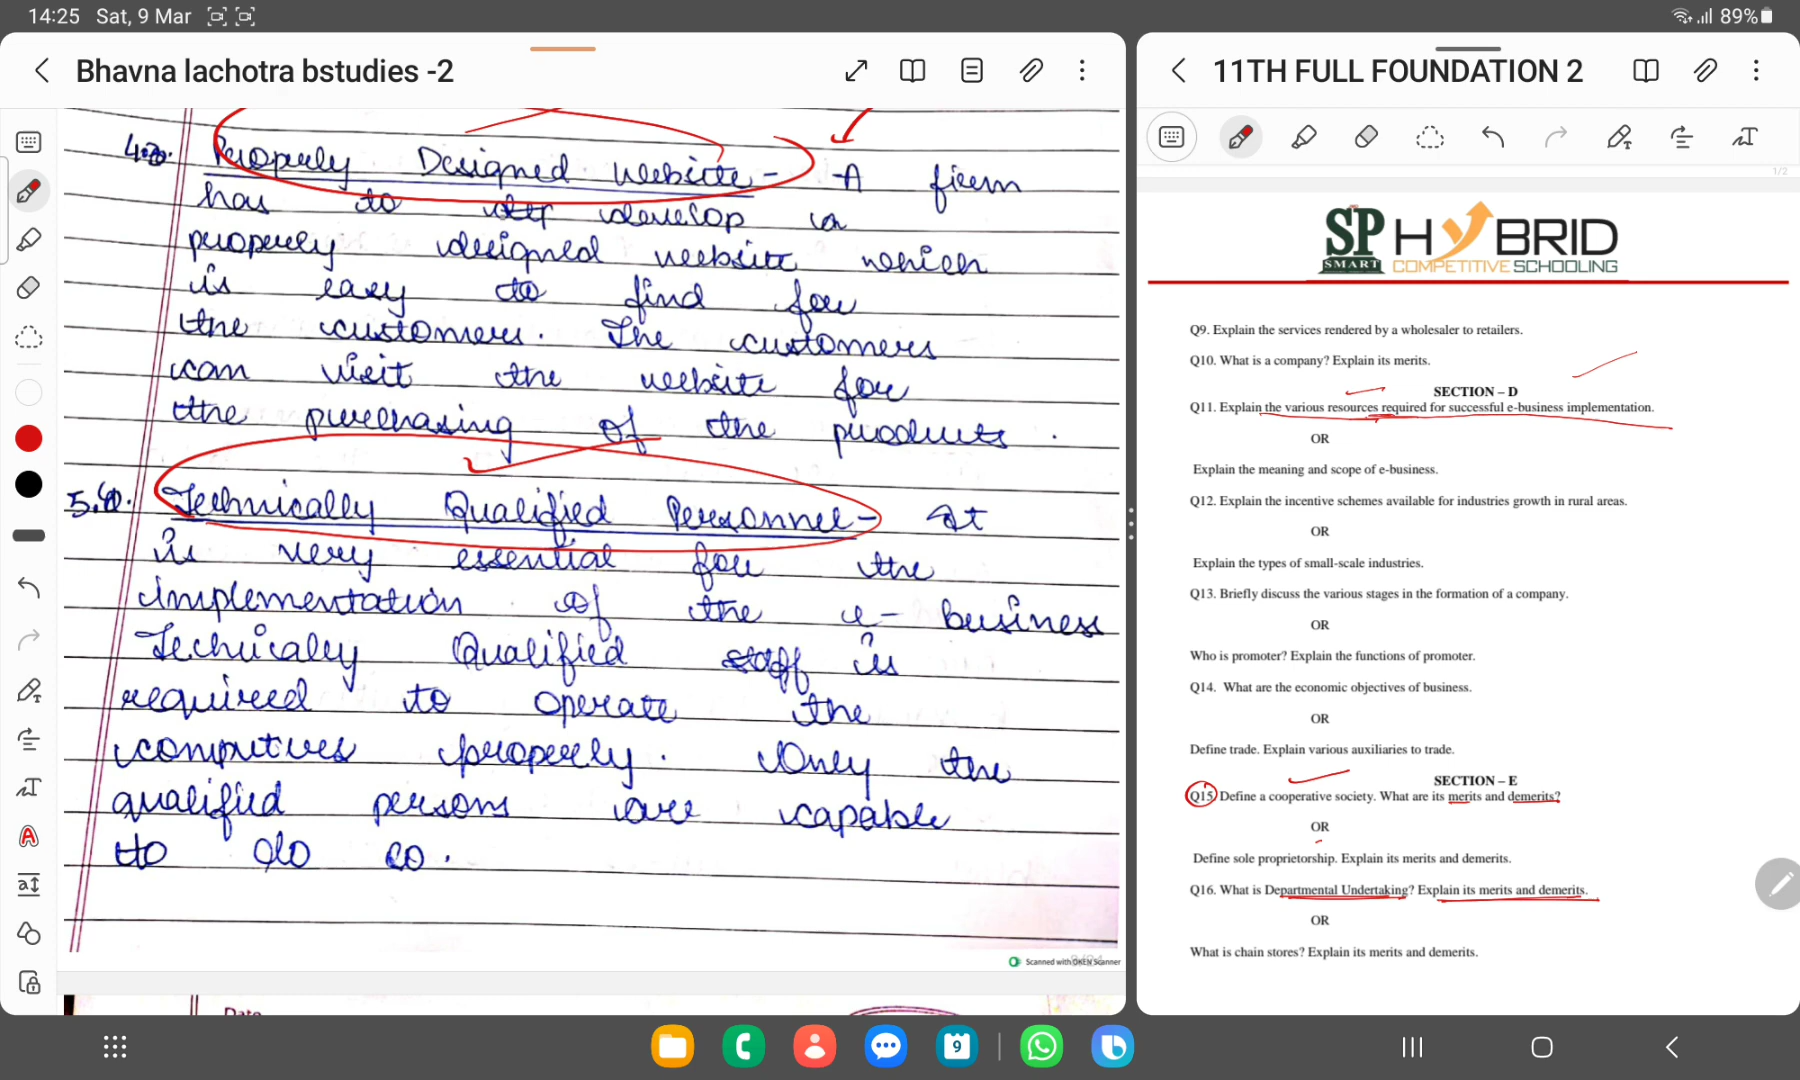 14:25 Sat, 9 Mar
89%
Bhavna lachotra bstudies -2
Properly Designed Website - A firm
has to develop a
properly designed website which
is easy to find for
the customers. The customers
can visit the website for
the purchasing of the products.
5. Technically Qualified Personnel - It
is very essential for the
implementation of the e-business
Technically Qualified staff is
required to operate the
computers properly. Only the
qualified persons are capable
to do so.
Scanned with OKEN Scanner
Date
11TH FULL FOUNDATION 2
1/2
SP SMART HYBRID
COMPETITIVE SCHOOLING
Q9. Explain the services rendered by a wholesaler to retailers.
Q10. What is a company? Explain its merits.
SECTION – D
Q11. Explain the various resources required for successful e-business implementation.
OR
Explain the meaning and scope of e-business.
Q12. Explain the incentive schemes available for industries growth in rural areas.
OR
Explain the types of small-scale industries.
Q13. Briefly discuss the various stages in the formation of a company.
OR
Who is promoter? Explain the functions of promoter.
Q14. What are the economic objectives of business.
OR
Define trade. Explain various auxiliaries to trade.
SECTION – E
Q15. Define a cooperative society. What are its merits and demerits?
OR
Define sole proprietorship. Explain its merits and demerits.
Q16. What is Departmental Undertaking? Explain its merits and demerits.
OR
What is chain stores? Explain its merits and demerits.
9